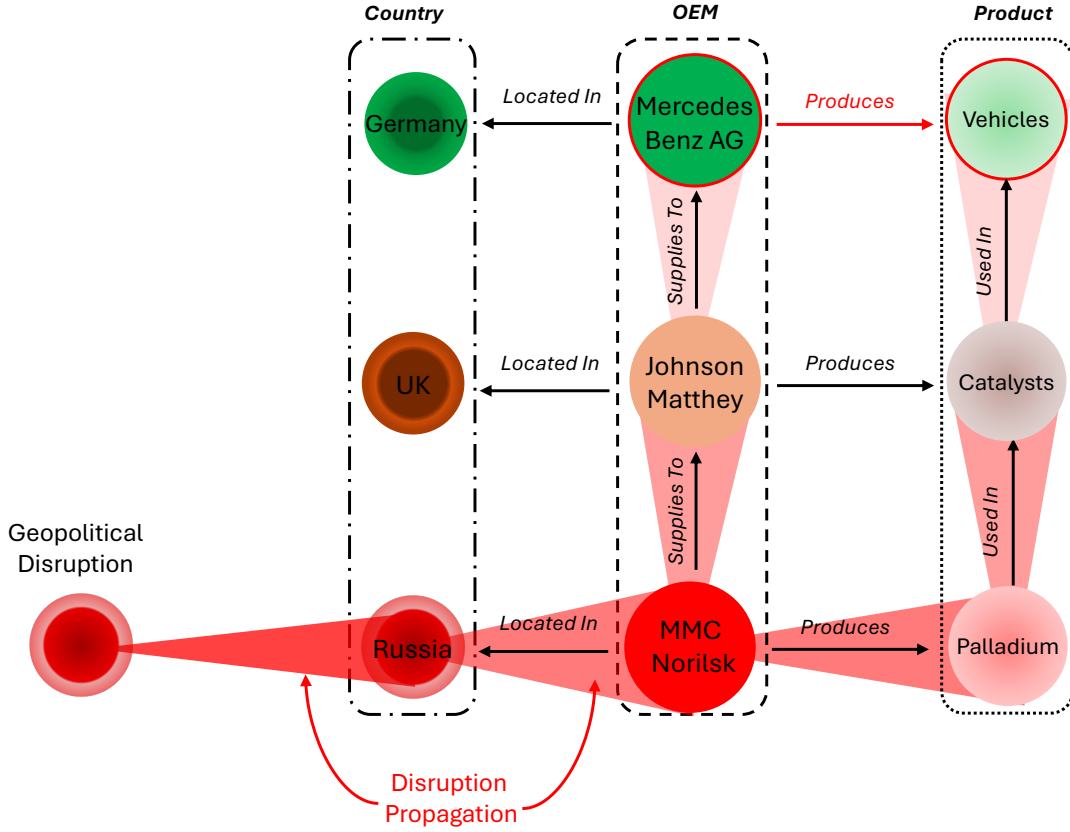 Country
OEM
Product
Germany
Located In
Mercedes
Benz AG
Produces
Vehicles
Supplies To
Used In
UK
Located In
Johnson
Matthey
Produces
Catalysts
Supplies To
Used In
Geopolitical
Disruption
Russia
Located In
MMC
Norilsk
Produces
Palladium
Disruption
Propagation